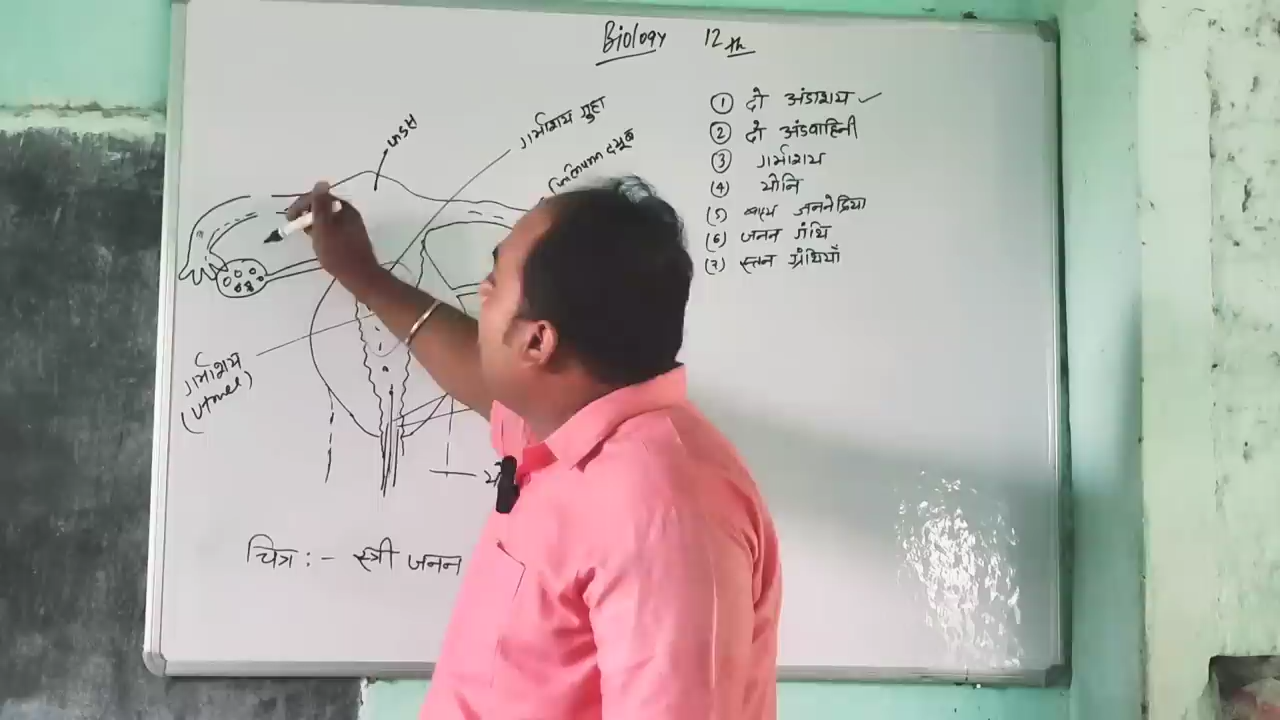 Biology 12th
① दो अंडाशय ✓
② दो अंडवाहिनी
③ गर्भाशय
(4) योनि
(5) बाह्य जननेंद्रिया
(6) जनन ग्रंथि
(7) स्तन ग्रंथियाँ
फंडस
गर्भाशय गुहा
गर्भाशय
चित्र :- स्त्री जनन